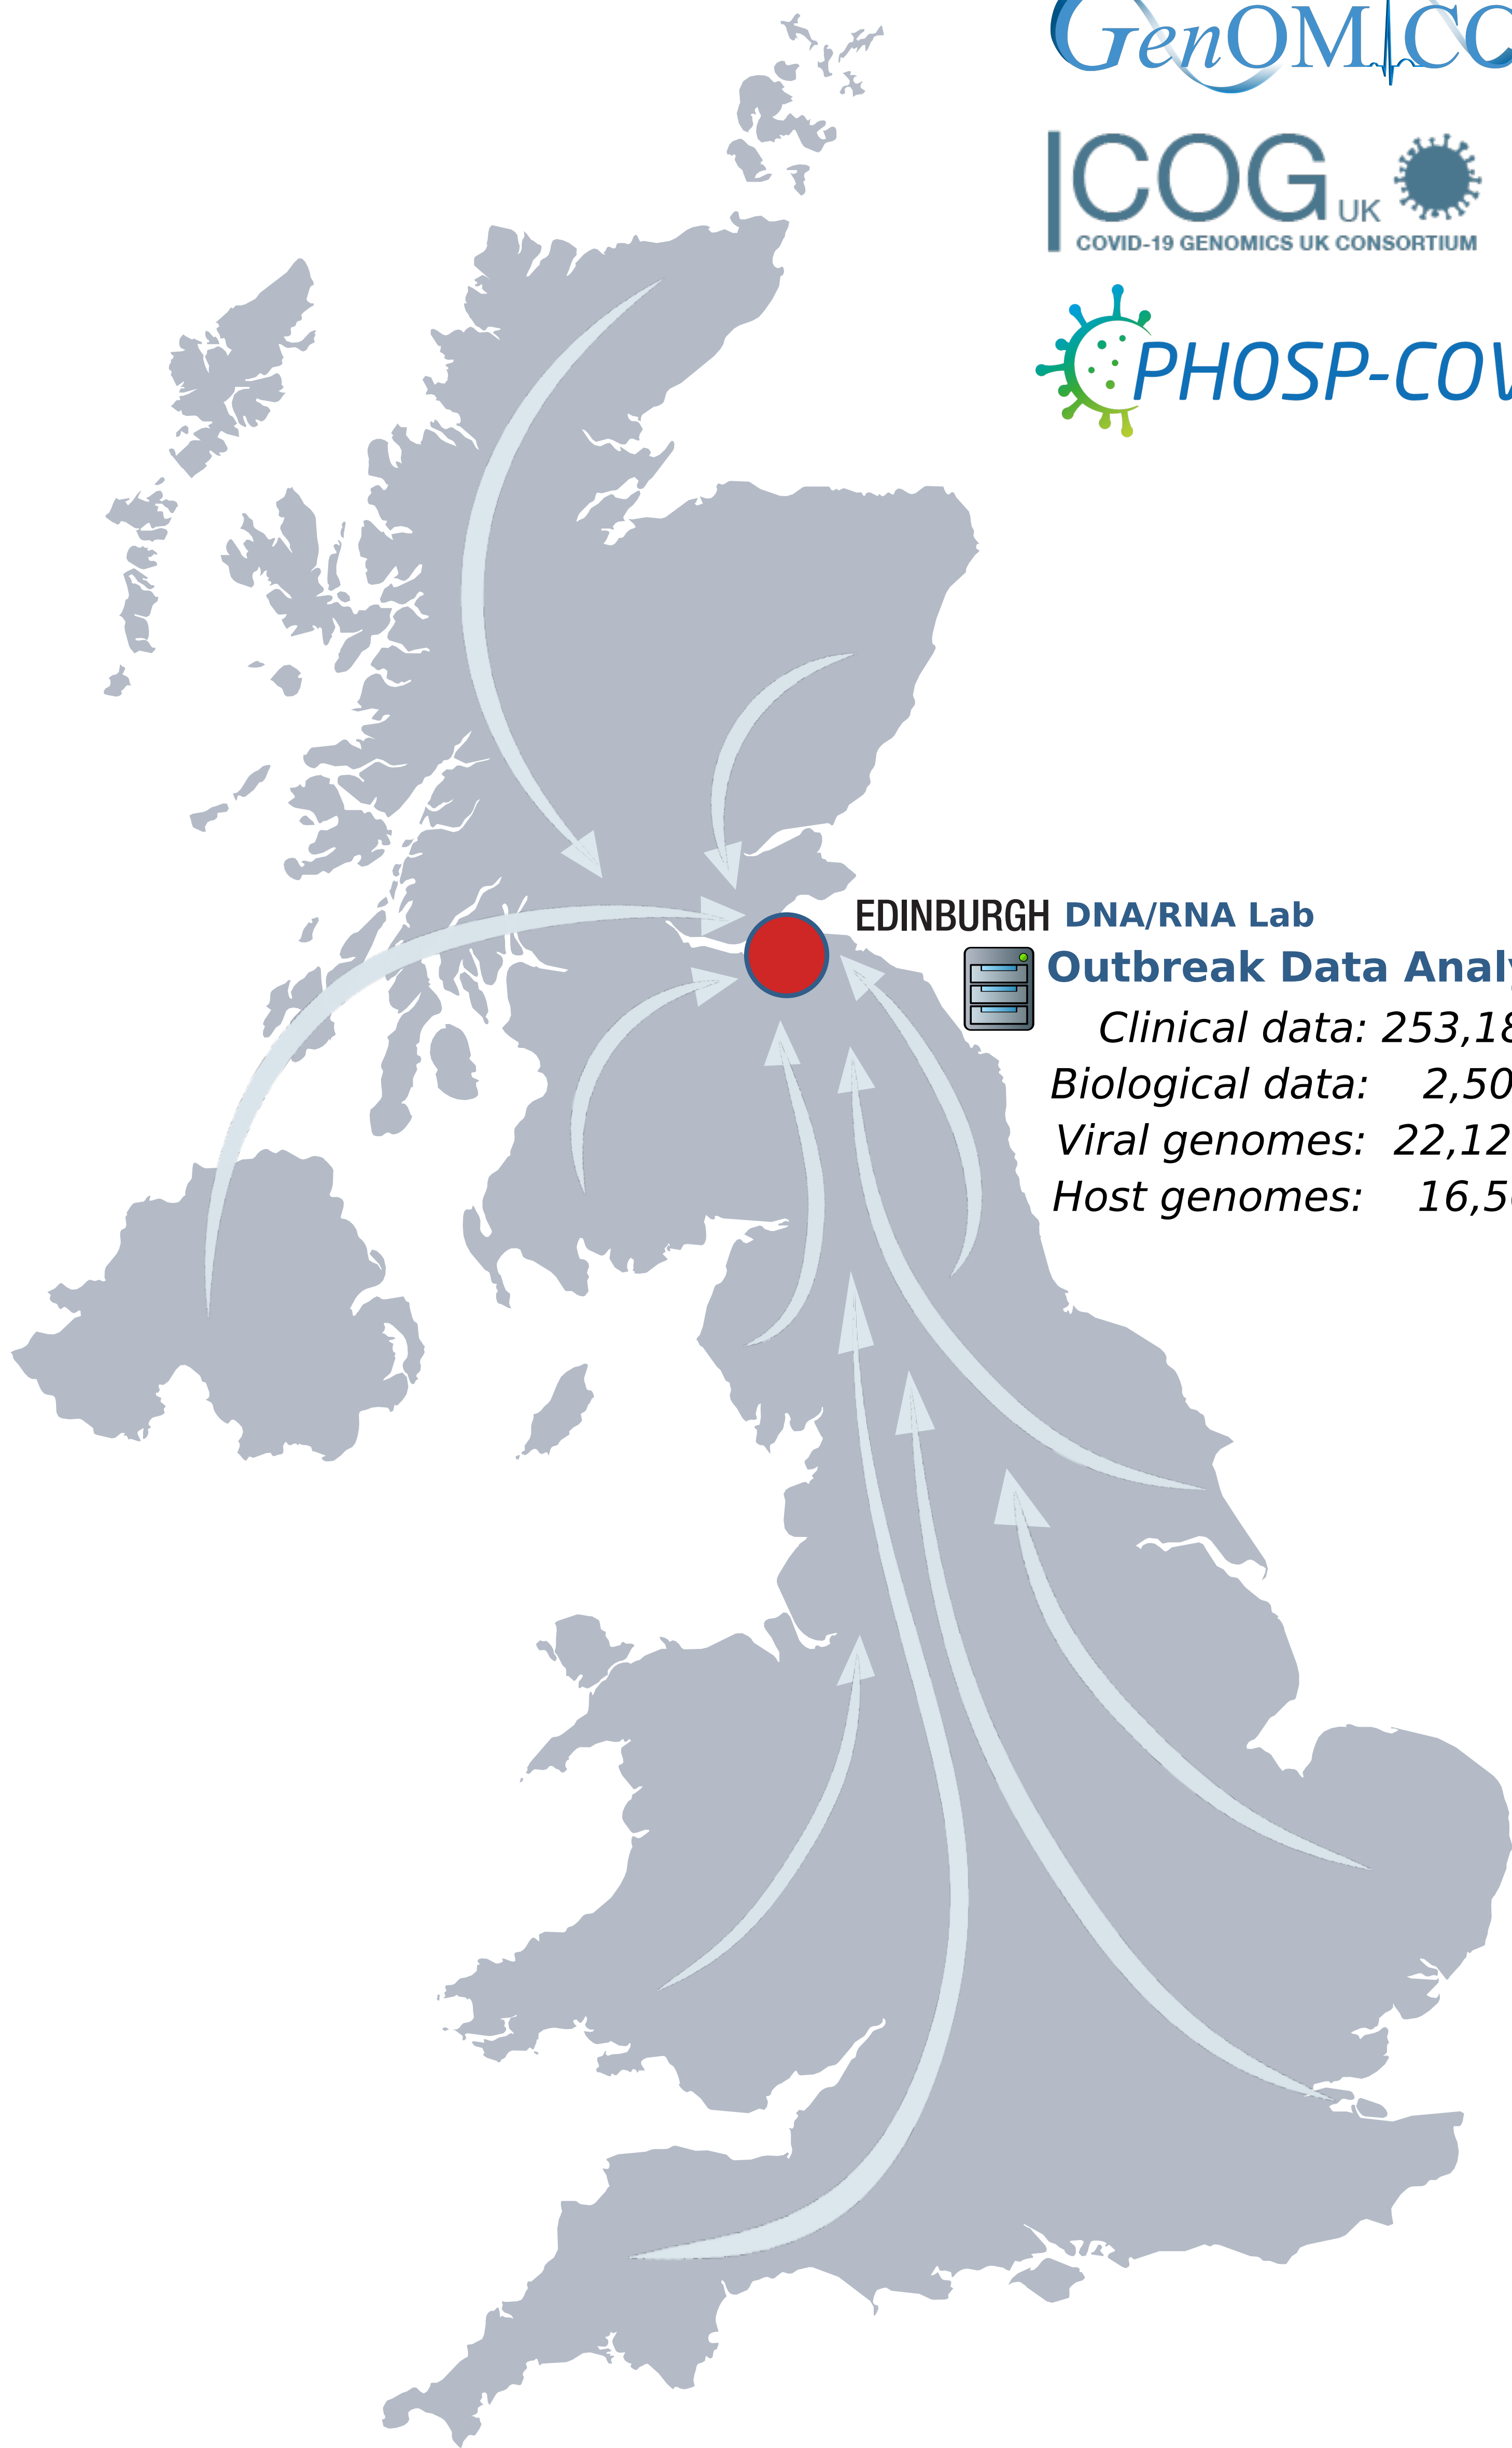 GenOMICC
COG UK
COVID-19 GENOMICS UK CONSORTIUM
PHOSP-COV
EDINBURGH DNA/RNA Lab
Outbreak Data Analy
Clinical data: 253,18
Biological data: 2,50
Viral genomes: 22,12
Host genomes: 16,5